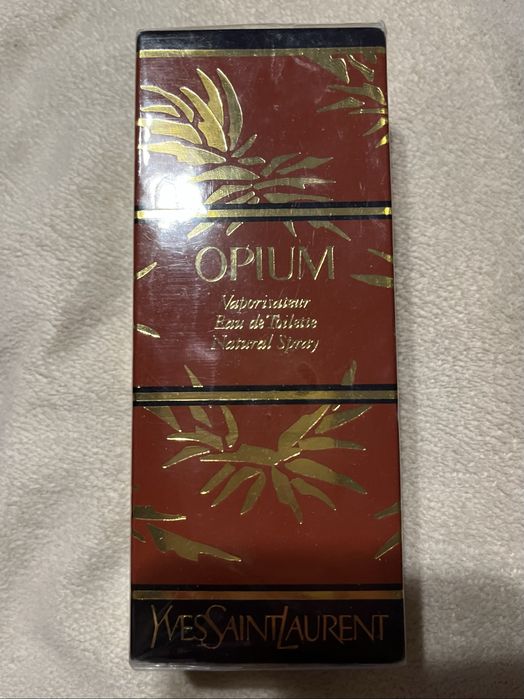 OPIUM
Vaporisateur
Eau de Toilette
Natural Spray
YVESSAINTLAURENT